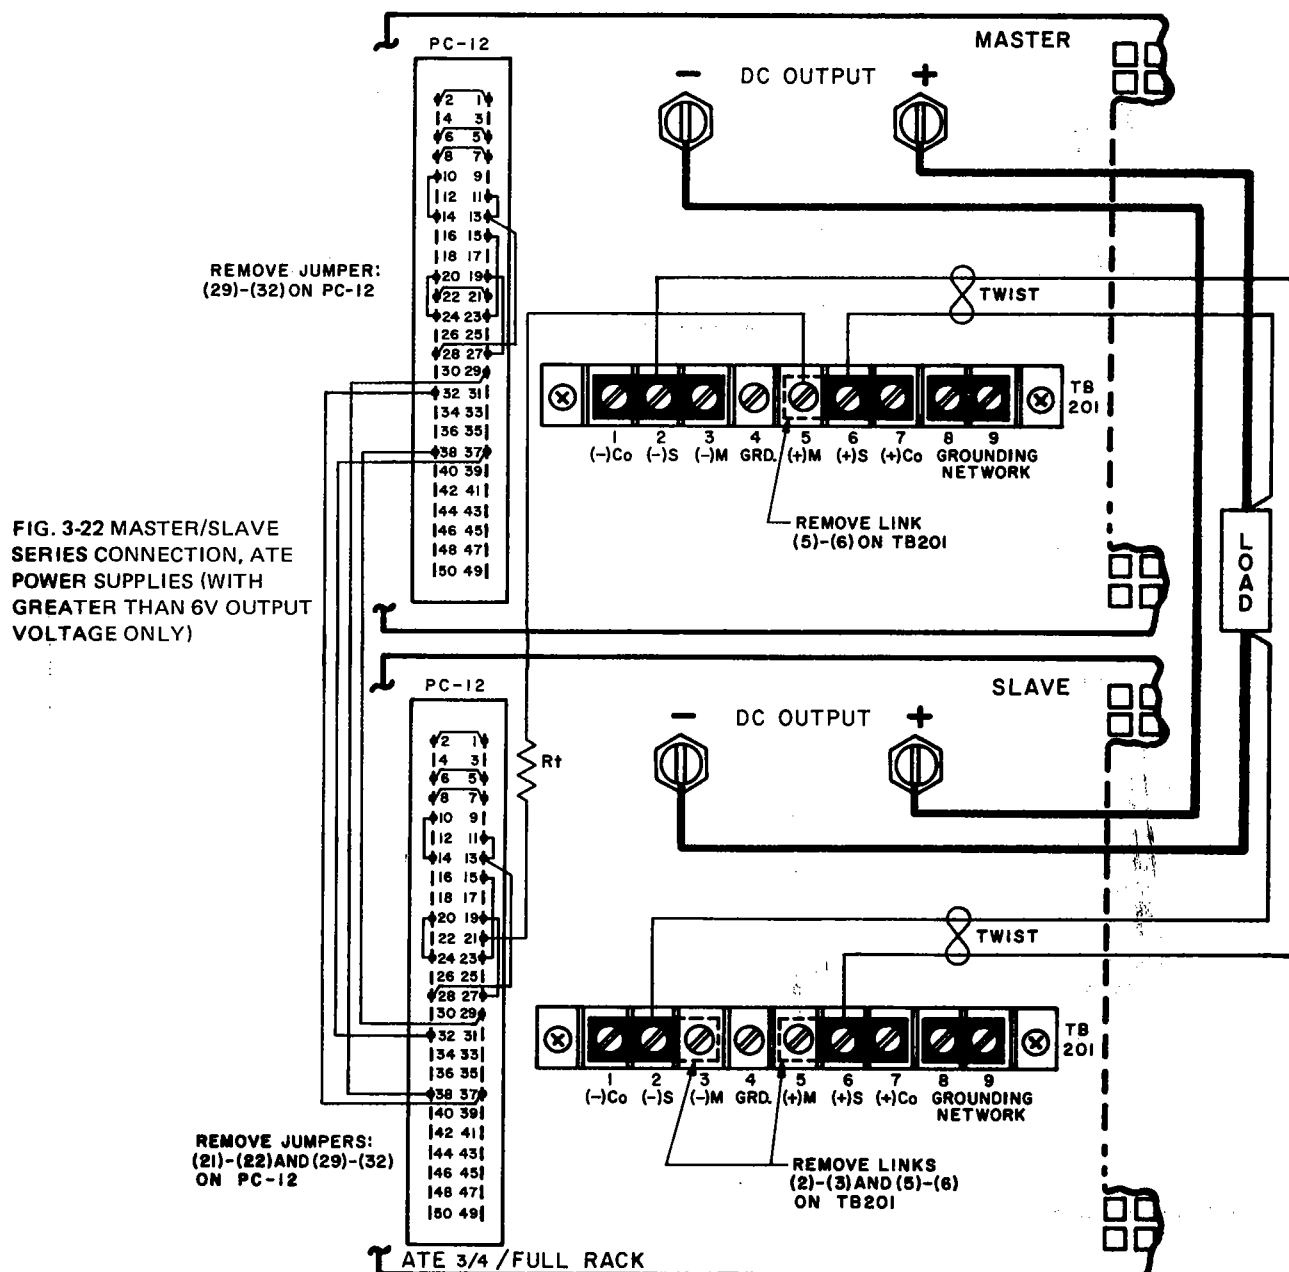 PC-12
MASTER
− DC OUTPUT +
2 1
4 3
6 5
8 7
10 9
12 11
14 13
16 15
18 17
20 19
22 21
24 23
26 25
28 27
30 29
32 31
34 33
36 35
38 37
40 39
42 41
44 43
46 45
48 47
50 49
REMOVE JUMPER:
(29)-(32) ON PC-12
TWIST
TB
201
1 2 3 4 5 6 7 8 9
(-)Co (-)S (-)M GRD. (+)M (+)S (+)Co GROUNDING
NETWORK
REMOVE LINK
(5)-(6) ON TB201
LOAD
FIG. 3-22 MASTER/SLAVE
SERIES CONNECTION, ATE
POWER SUPPLIES (WITH
GREATER THAN 6V OUTPUT
VOLTAGE ONLY)
PC-12
SLAVE
− DC OUTPUT +
Rt
2 1
4 3
6 5
8 7
10 9
12 11
14 13
16 15
18 17
20 19
22 21
24 23
26 25
28 27
30 29
32 31
34 33
36 35
38 37
40 39
42 41
44 43
46 45
48 47
50 49
TWIST
TB
201
1 2 3 4 5 6 7 8 9
(-)Co (-)S (-)M GRD. (+)M (+)S (+)Co GROUNDING
NETWORK
REMOVE JUMPERS:
(21)-(22) AND (29)-(32)
ON PC-12
REMOVE LINKS
(2)-(3) AND (5)-(6)
ON TB201
ATE 3/4 / FULL RACK